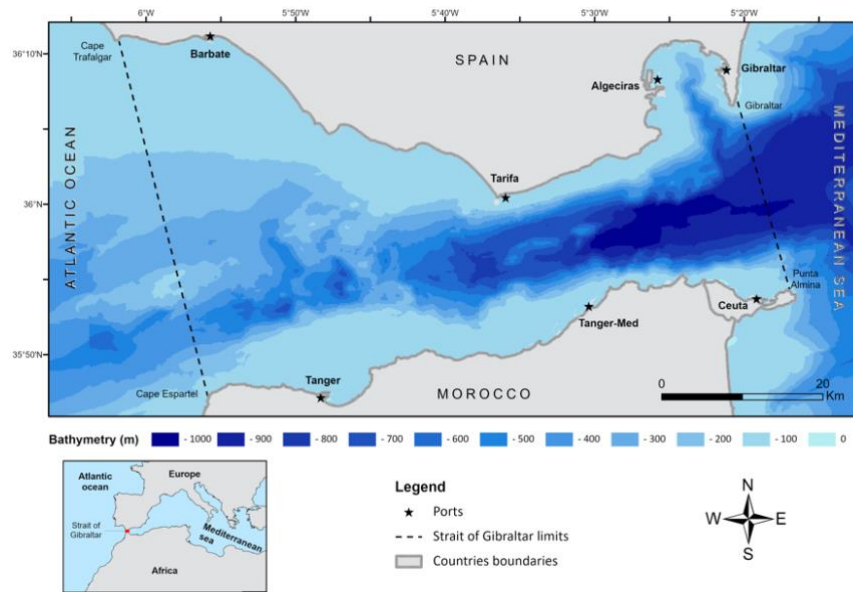 6°W
5°50'W
5°40'W
5°30'W
5°20'W
36°10'N
36°N
35°50'N
Cape
Trafalgar
Barbate
SPAIN
Algeciras
Gibraltar
Gibraltar
ATLANTIC OCEAN
MEDITERRANEAN SEA
Tarifa
Punta
Almina
Ceuta
Tanger-Med
Cape Espartel
Tanger
MOROCCO
0
20
Km
Bathymetry (m)
- 1000
- 900
- 800
- 700
- 600
- 500
- 400
- 300
- 200
- 100
0
Atlantic
ocean
Europe
Strait of
Gibraltar
Mediterranean
sea
Africa
Legend
Ports
Strait of Gibraltar limits
Countries boundaries
N
W
E
S